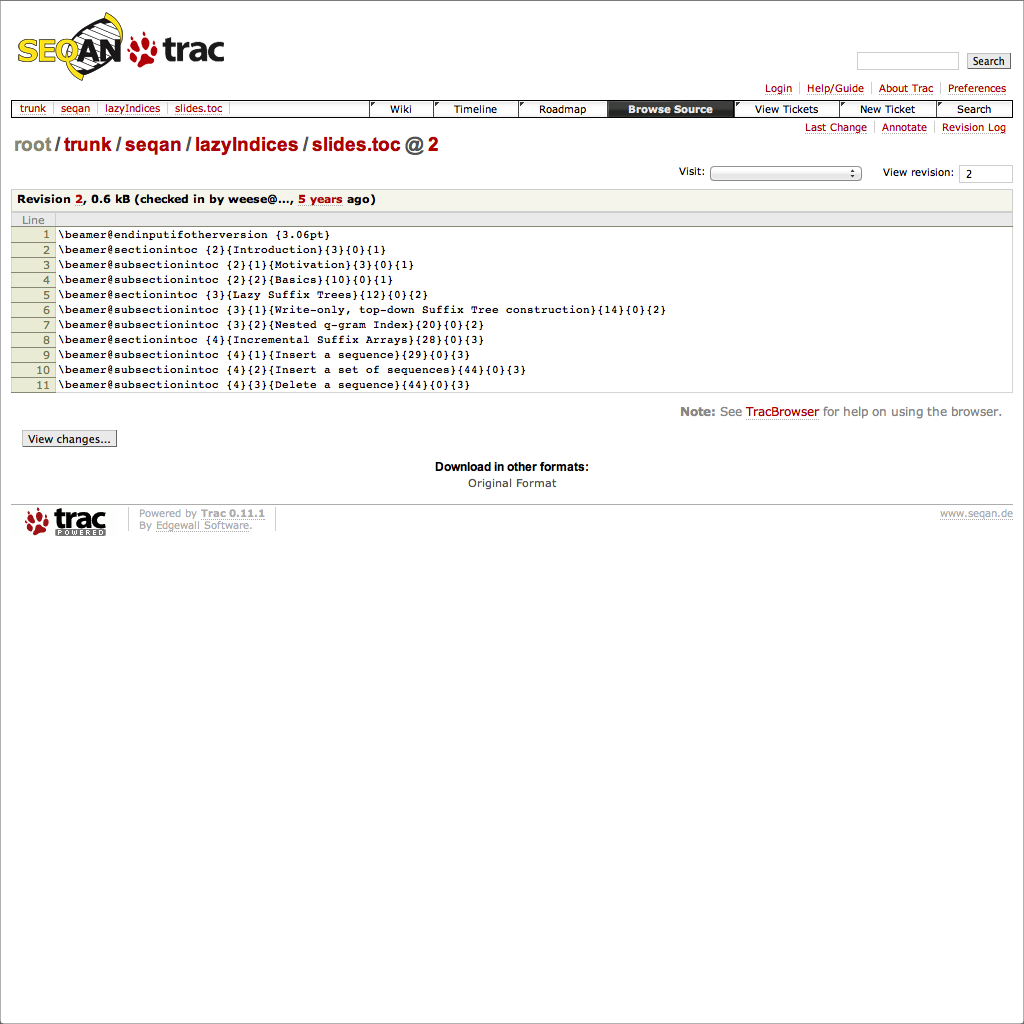 SEQAN trac
Search
Login Help/Guide About Trac Preferences
trunk seqan lazyIndices slides.toc Wiki Timeline Roadmap Browse Source View Tickets New Ticket Search
Last Change Annotate Revision Log
root / trunk / seqan / lazyIndices / slides.toc @ 2
Visit: View revision: 2
Revision 2, 0.6 kB (checked in by weese@..., 5 years ago)
Line
1 \beamer@endinputifotherversion {3.06pt}
2 \beamer@sectionintoc {2}{Introduction}{3}{0}{1}
3 \beamer@subsectionintoc {2}{1}{Motivation}{3}{0}{1}
4 \beamer@subsectionintoc {2}{2}{Basics}{10}{0}{1}
5 \beamer@sectionintoc {3}{Lazy Suffix Trees}{12}{0}{2}
6 \beamer@subsectionintoc {3}{1}{Write-only, top-down Suffix Tree construction}{14}{0}{2}
7 \beamer@subsectionintoc {3}{2}{Nested q-gram Index}{20}{0}{2}
8 \beamer@sectionintoc {4}{Incremental Suffix Arrays}{28}{0}{3}
9 \beamer@subsectionintoc {4}{1}{Insert a sequence}{29}{0}{3}
10 \beamer@subsectionintoc {4}{2}{Insert a set of sequences}{44}{0}{3}
11 \beamer@subsectionintoc {4}{3}{Delete a sequence}{44}{0}{3}
Note: See TracBrowser for help on using the browser.
View changes...
Download in other formats:
Original Format
trac POWERED
Powered by Trac 0.11.1
By Edgewall Software.
www.seqan.de